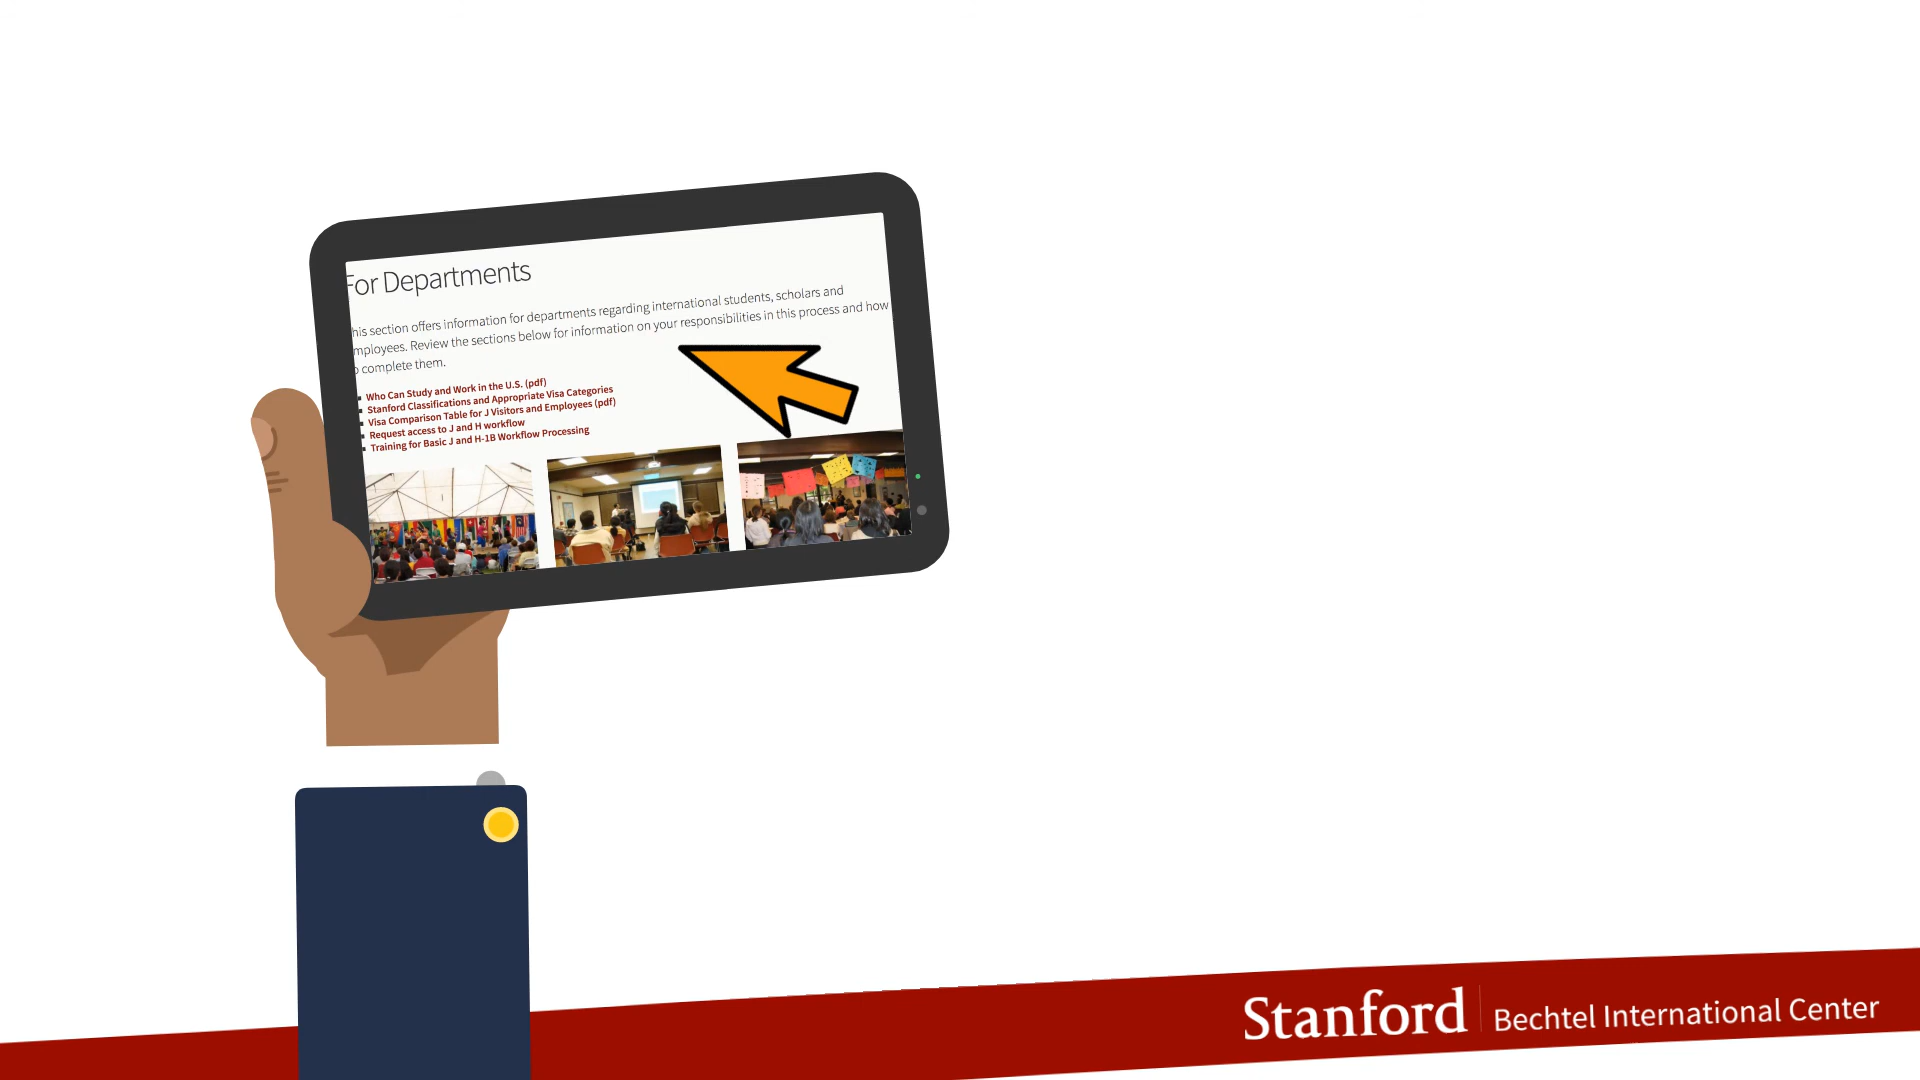 For Departments
his section offers information for departments regarding international students, scholars and
mployees. Review the sections below for information on your responsibilities in this process and how
o complete them.
Who Can Study and Work in the U.S. (pdf)
Stanford Classifications and Appropriate Visa Categories
Visa Comparison Table for J Visitors and Employees (pdf)
Request access to J and H workflow
Training for Basic J and H-1B Workflow Processing
Stanford Bechtel International Center